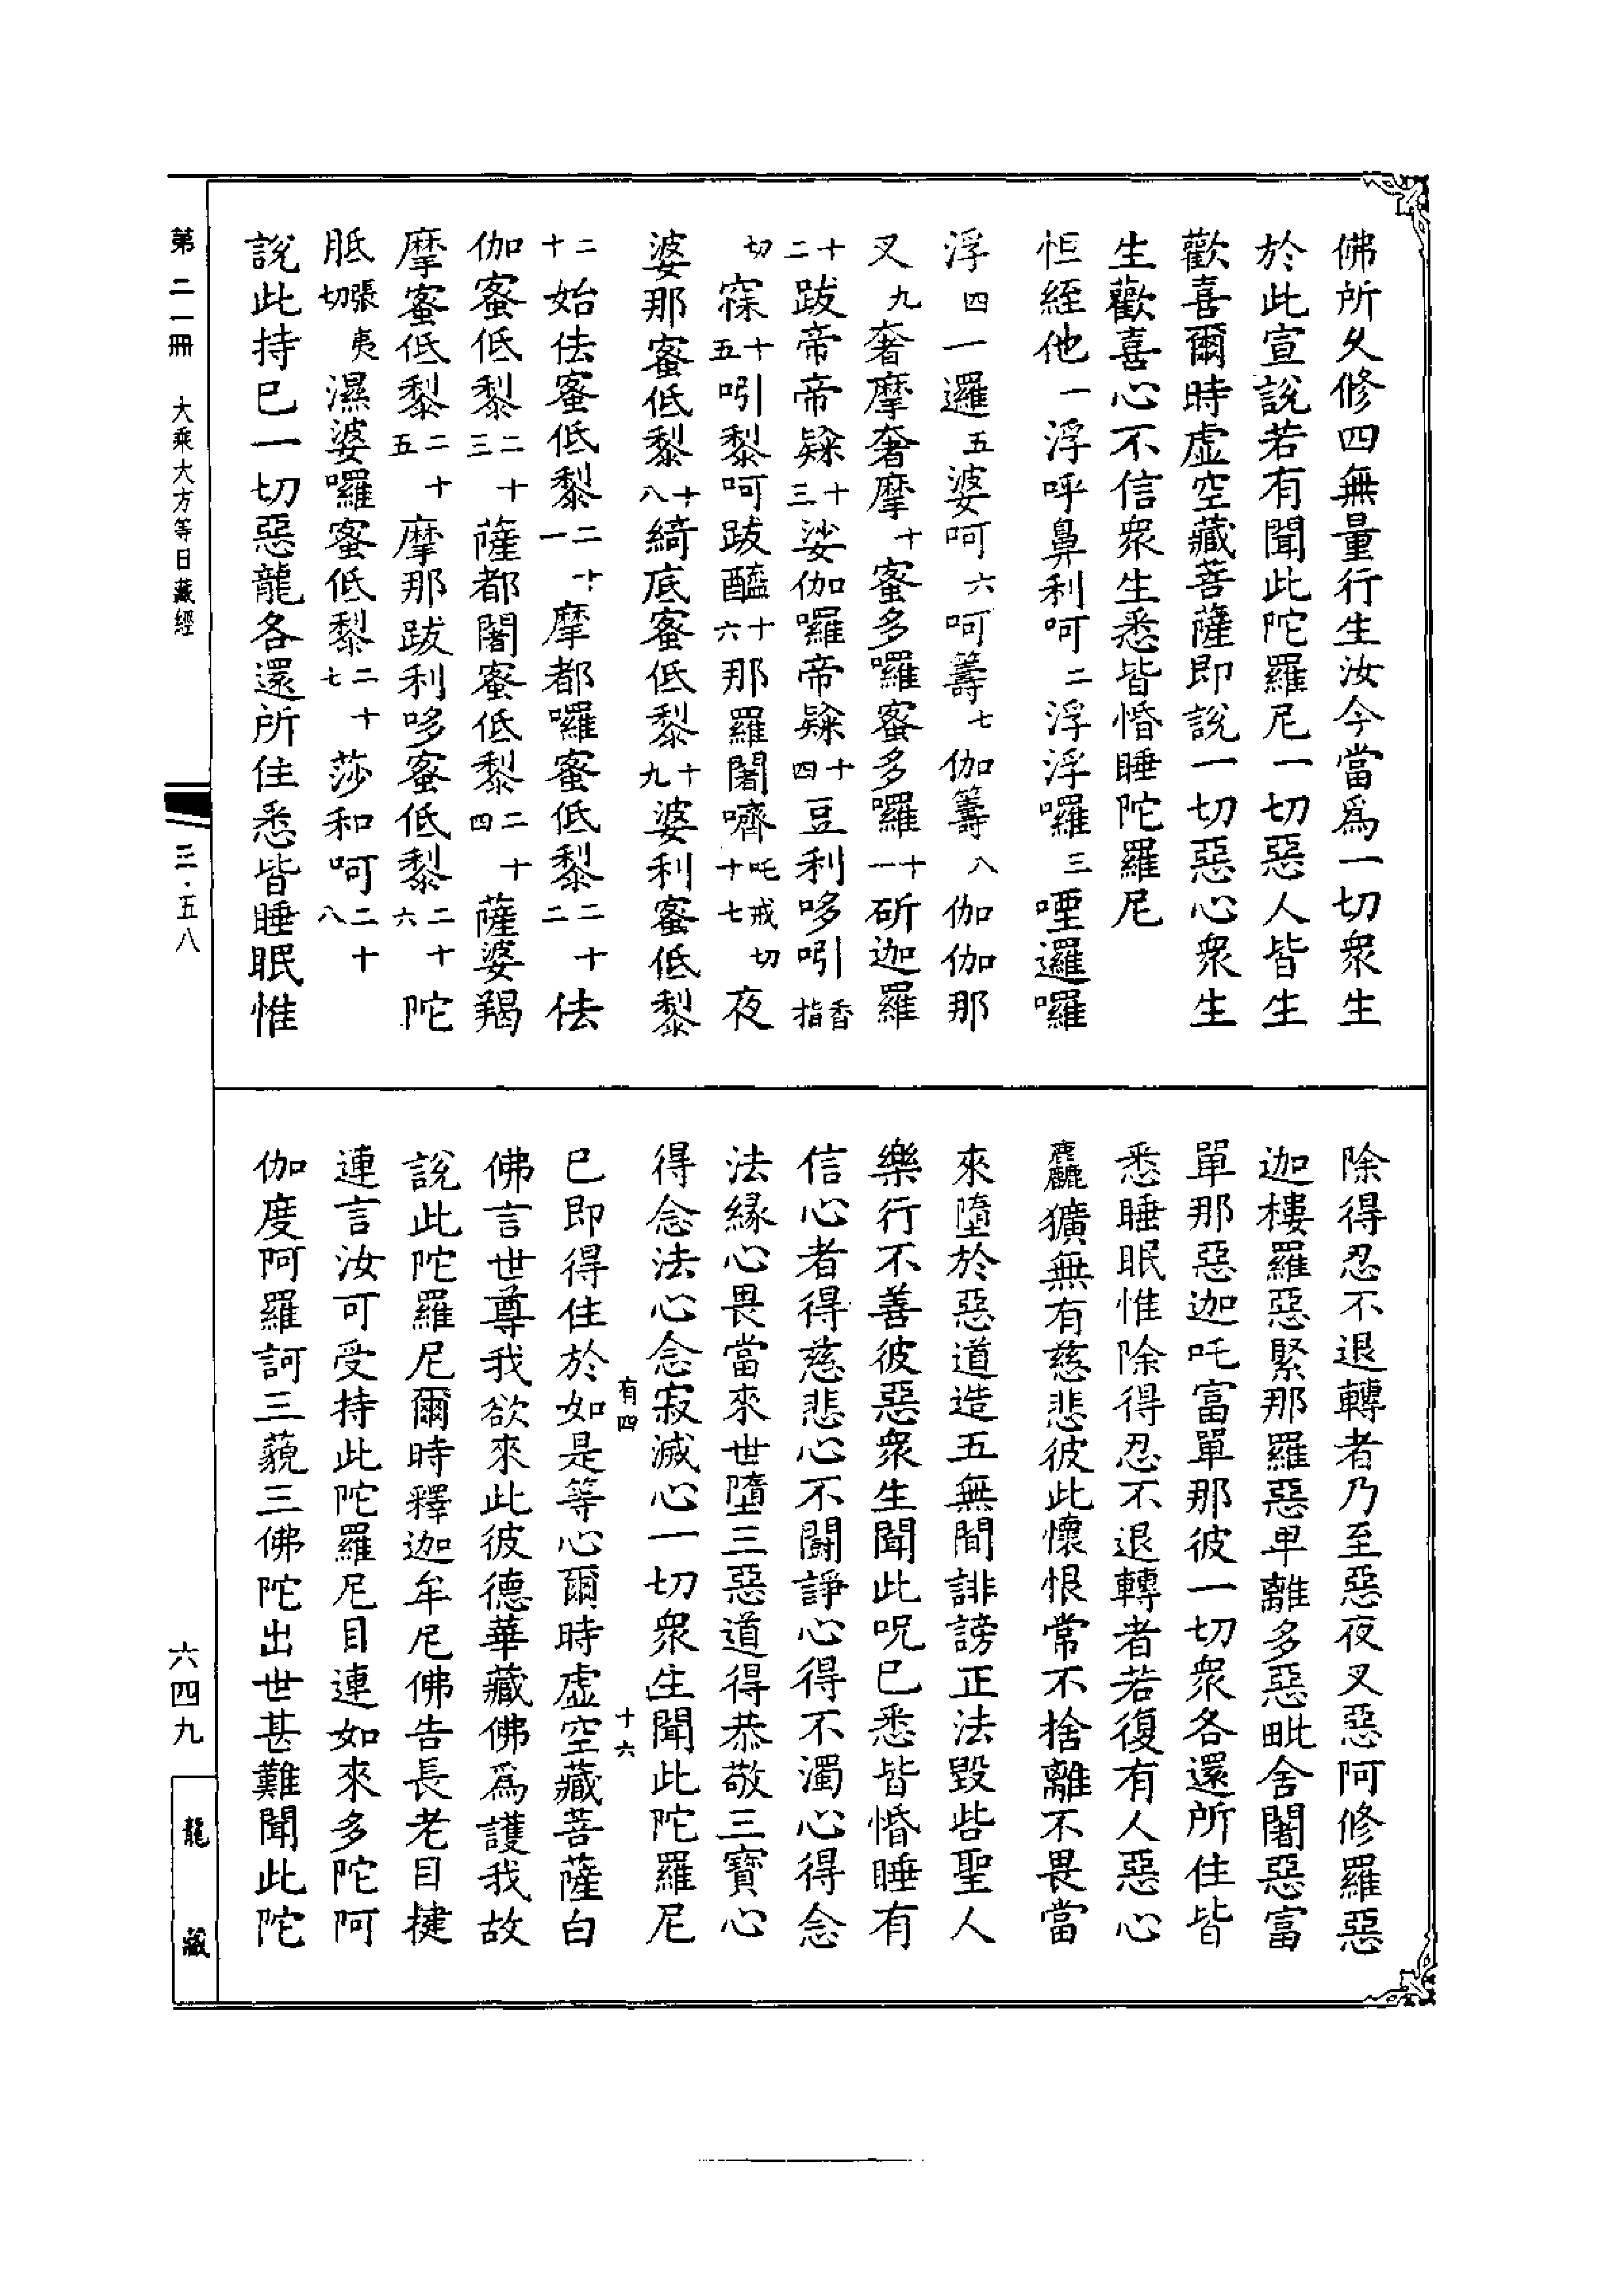 佛所久修四無量行生汝今當爲一切衆生
於此宣說若有聞此陀羅尼一切惡人皆生
歡喜爾時虛空藏菩薩即說一切惡心衆生
生歡喜心不信衆生悉皆惛睡陀羅尼
怛絰他一浮呼鼻利呵二浮浮囉三堙邏囉
浮四一邏五婆呵六呵籌七伽籌八伽伽那
叉九奢摩奢摩十蜜多囉蜜多囉十一斫迦羅
十二跋帝帝十三娑伽囉帝十四豆利哆㖶香指
切㝛十五㖶黎呵跋醯十六那羅闍嚌吒戒切十七夜
婆那蜜低黎十八綺底蜜低黎十九婆利蜜低黎
二十始佉蜜低黎二十一摩都囉蜜低黎二十二佉
伽蜜低黎二十三薩都闍蜜低黎二十四薩婆羯
摩蜜低黎二十五摩那跋利哆蜜低黎二十六陀
胝張夷切濕婆囉蜜低黎二十七莎和呵二十八
說此持已一切惡龍各還所住悉皆睡眠惟
除得忍不退轉者乃至惡夜叉惡阿修羅惡
迦樓羅惡緊那羅惡畢離多惡毗舍闍惡富
單那惡迦吒富單那彼一切衆各還所住皆
悉睡眠惟除得忍不退轉者若復有人惡心
麤獷無有慈悲彼此懷恨常不捨離不畏當
來墮於惡道造五無間誹謗正法毀呰聖人
樂行不善彼惡衆生聞此呪已悉皆惛睡有
信心者得慈悲心不鬭諍心得不濁心得念
法緣心畏當來世墮三惡道得恭敬三寶心
得念法心念寂滅心一切衆生聞此陀羅尼
有四 十六
已即得住於如是等心爾時虛空藏菩薩白
佛言世尊我欲來此彼德華藏佛爲護我故
說此陀羅尼爾時釋迦牟尼佛告長老目揵
連言汝可受持此陀羅尼目連如來多陀阿
伽度阿羅訶三藐三佛陀出世甚難聞此陀
第二一冊 大乘大方等日藏經 三·五八 六四九
龍藏